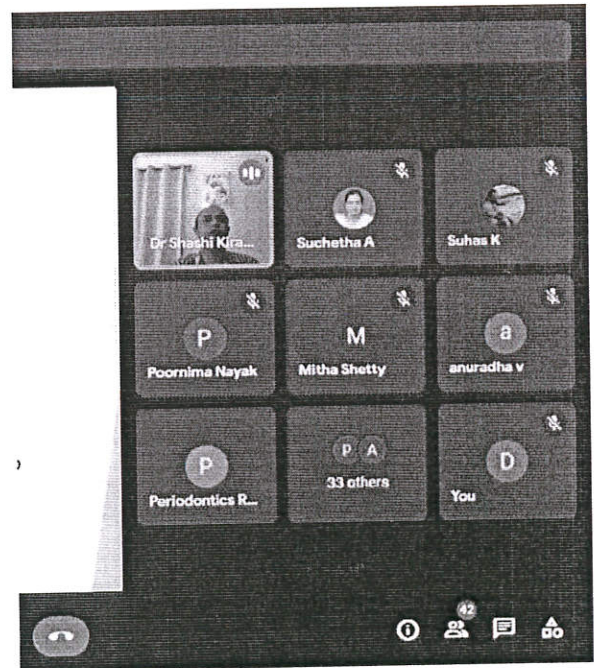 Dr Shashi Kira...
Suchetha A
Suhas K
P
Poornima Nayak
M
Mitha Shetty
a
anuradha v
P
Periodontics R...
P A
33 others
D
You
42